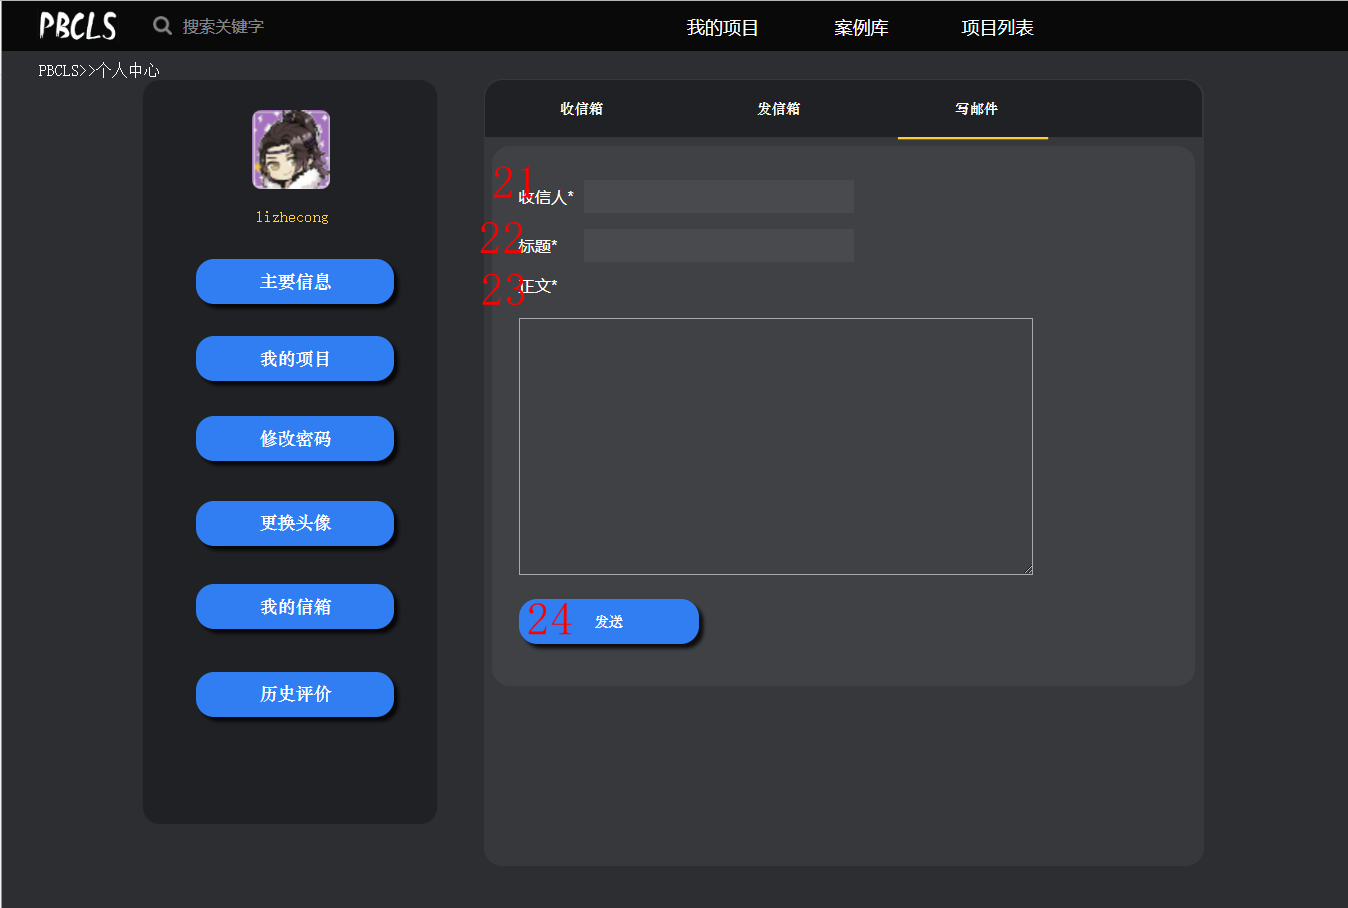 PBCLS 搜索关键字 我的项目 案例库 项目列表
PBCLS>>个人中心
lizhecong
主要信息
我的项目
修改密码
更换头像
我的信箱
历史评价
收信箱 发信箱 写邮件
21 收信人*
22 标题*
23 正文*
24 发送